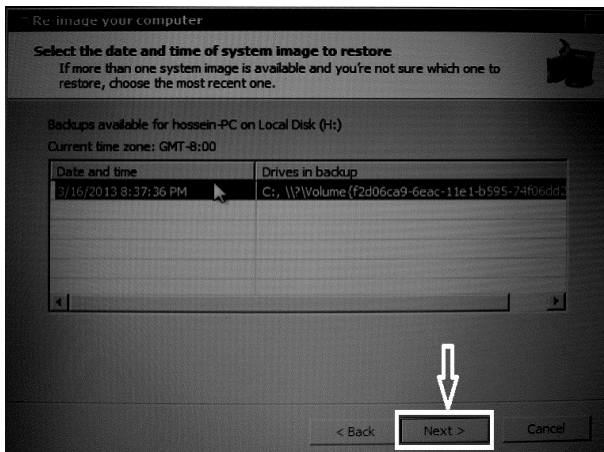 Re-image your computer
Select the date and time of system image to restore
If more than one system image is available and you're not sure which one to
restore, choose the most recent one.
Backups available for hossein-PC on Local Disk (H:)
Current time zone: GMT-8:00
Date and time Drives in backup
3/16/2013 8:37:36 PM C:, \\?\Volume{f2d06ca9-6eac-11e1-b595-74f06dd2
< Back Next > Cancel